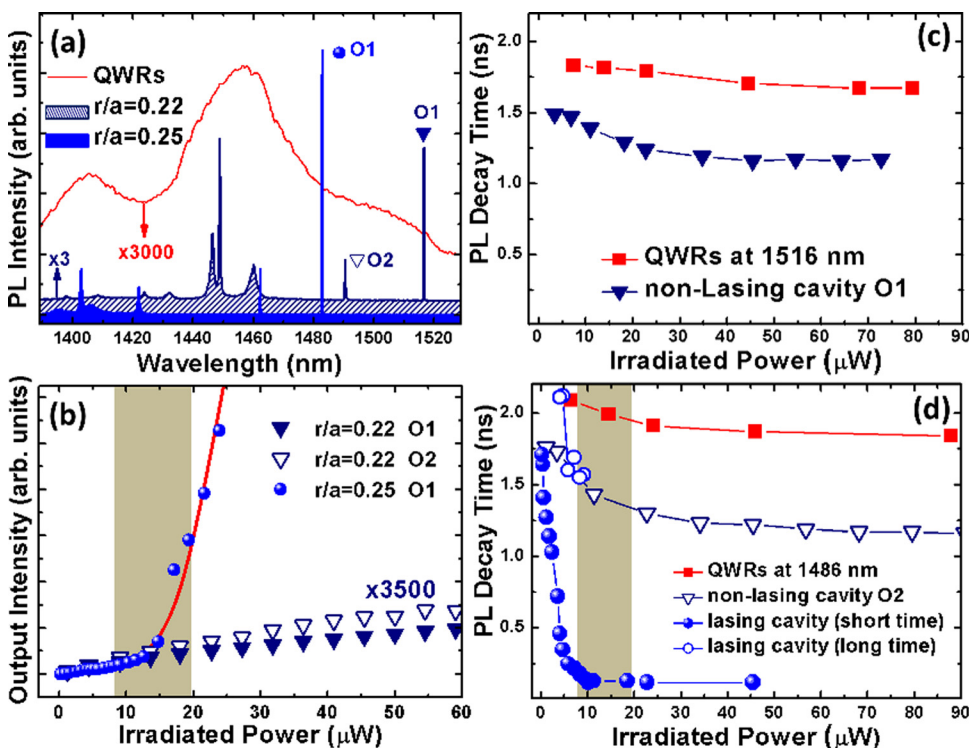 (a)
O1
QWRs
r/a=0.22
r/a=0.25
O1
x3000
x3
O2
PL Intensity (arb. units)
1400 1420 1440 1460 1480 1500 1520
Wavelength (nm)
(c)
2.0
1.5
1.0
0.5
PL Decay Time (ns)
QWRs at 1516 nm
non-Lasing cavity O1
0 10 20 30 40 50 60 70 80 90
Irradiated Power (μW)
(b)
r/a=0.22 O1
r/a=0.22 O2
r/a=0.25 O1
x3500
Output Intensity (arb. units)
0 10 20 30 40 50 60
Irradiated Power (μW)
(d)
2.0
1.5
1.0
0.5
PL Decay Time (ns)
QWRs at 1486 nm
non-lasing cavity O2
lasing cavity (short time)
lasing cavity (long time)
0 10 20 30 40 50 60 70 80 90
Irradiated Power (μW)